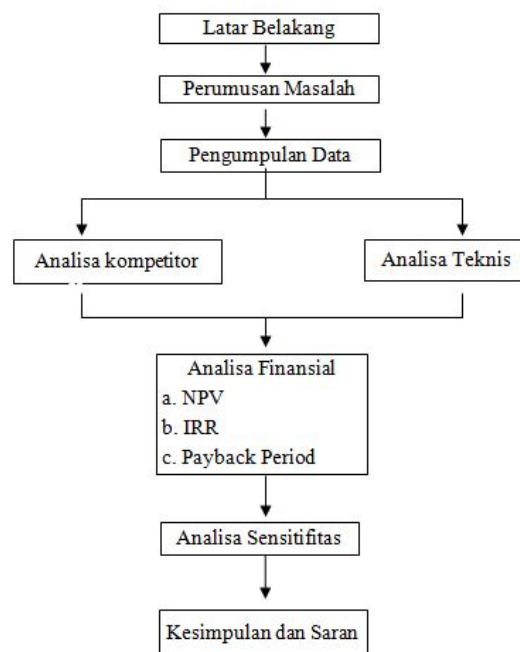 Latar Belakang
Perumusan Masalah
Pengumpulan Data
Analisa kompetitor
Analisa Teknis
Analisa Finansial
a. NPV
b. IRR
c. Payback Period
Analisa Sensitifitas
Kesimpulan dan Saran